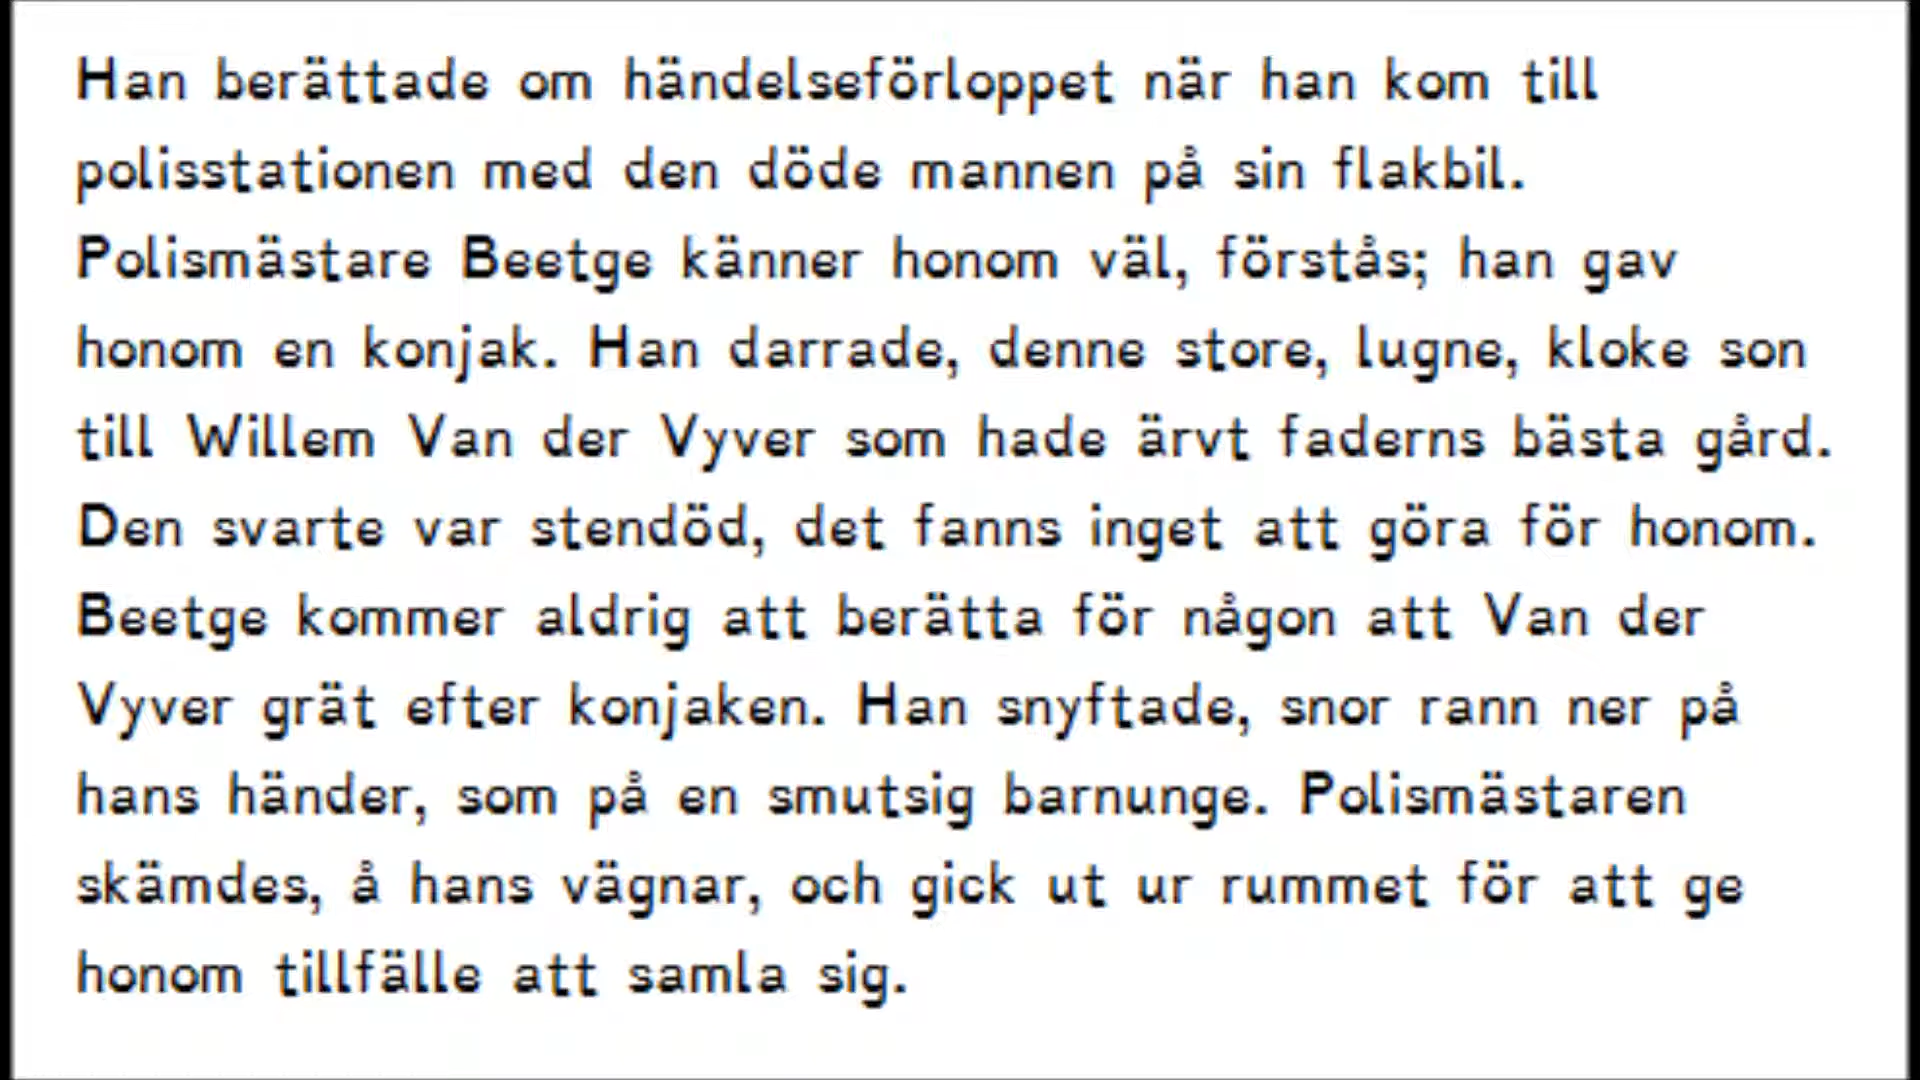 Han berättade om händelseförloppet när han kom till
polisstationen med den döde mannen på sin flakbil.
Polismästare Beetge känner honom väl, förstås; han gav
honom en konjak. Han darrade, denne store, lugne, kloke son
till Willem Van der Vyver som hade ärvt faderns bästa gård.
Den svarte var stendöd, det fanns inget att göra för honom.
Beetge kommer aldrig att berätta för någon att Van der
Vyver grät efter konjaken. Han snyftade, snor rann ner på
hans händer, som på en smutsig barnunge. Polismästaren
skämdes, å hans vägnar, och gick ut ur rummet för att ge
honom tillfälle att samla sig.